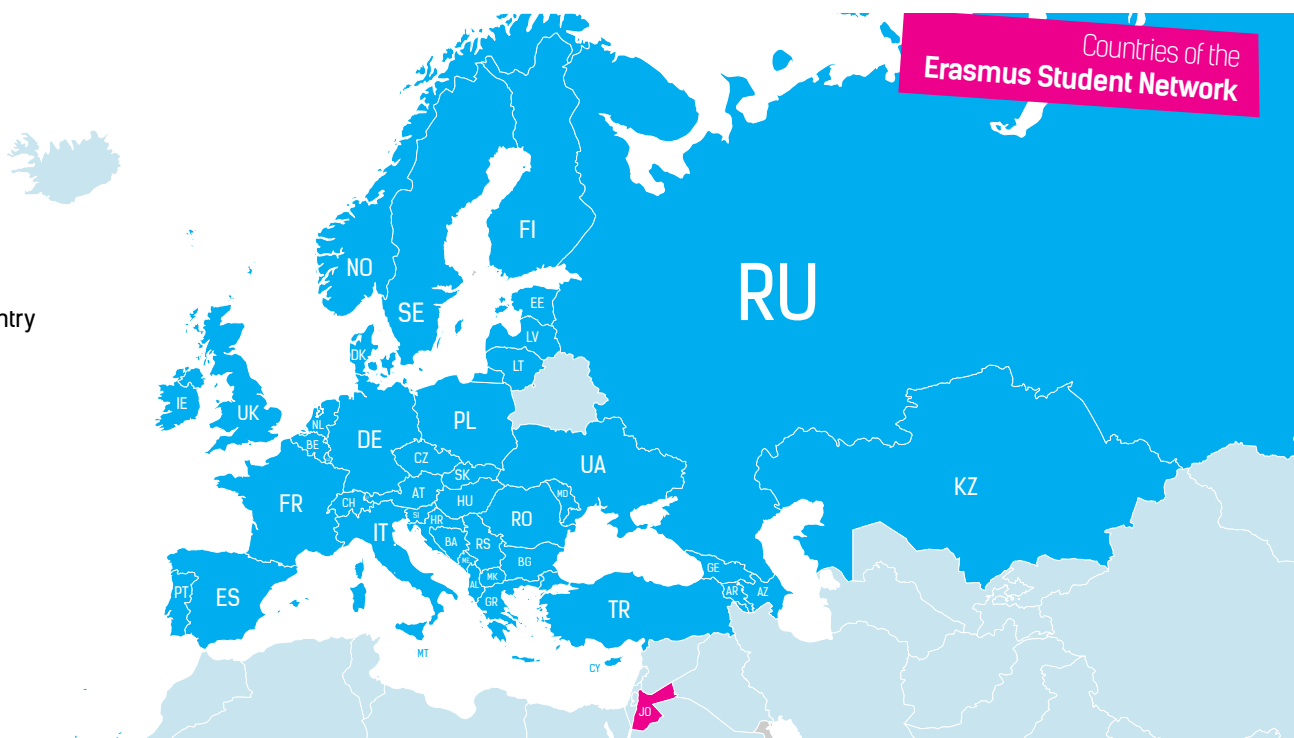 Countries of the
Erasmus Student Network
FI
NO
RU
SE
EE
ntry
LV
DK
LT
IE
UK
NL
PL
DE
BE
CZ
UA
SK
KZ
AT
MD
FR
CH
HU
SI
HR
RO
IT
BA
RS
ME
BG
GE
MK
AL
AR
AZ
PT
ES
GR
TR
MT
CY
JO